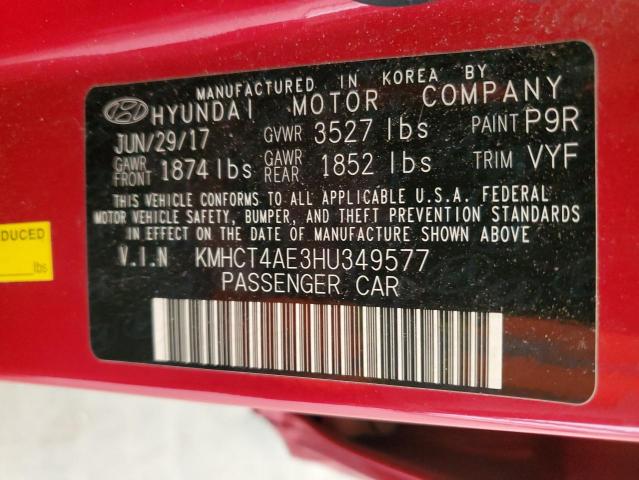 MANUFACTURED IN KOREA BY
HYUNDAI MOTOR COMPANY
JUN/29/17 GVWR 3527 lbs PAINT P9R
GAWR FRONT 1874 lbs GAWR REAR 1852 lbs TRIM VYF
THIS VEHICLE CONFORMS TO ALL APPLICABLE U.S.A. FEDERAL
MOTOR VEHICLE SAFETY, BUMPER, AND THEFT PREVENTION STANDARDS
IN EFFECT ON THE DATE OF MANUFACTURE SHOWN ABOVE
V.I.N KMHCT4AE3HU349577
PASSENGER CAR
DUCED
lbs